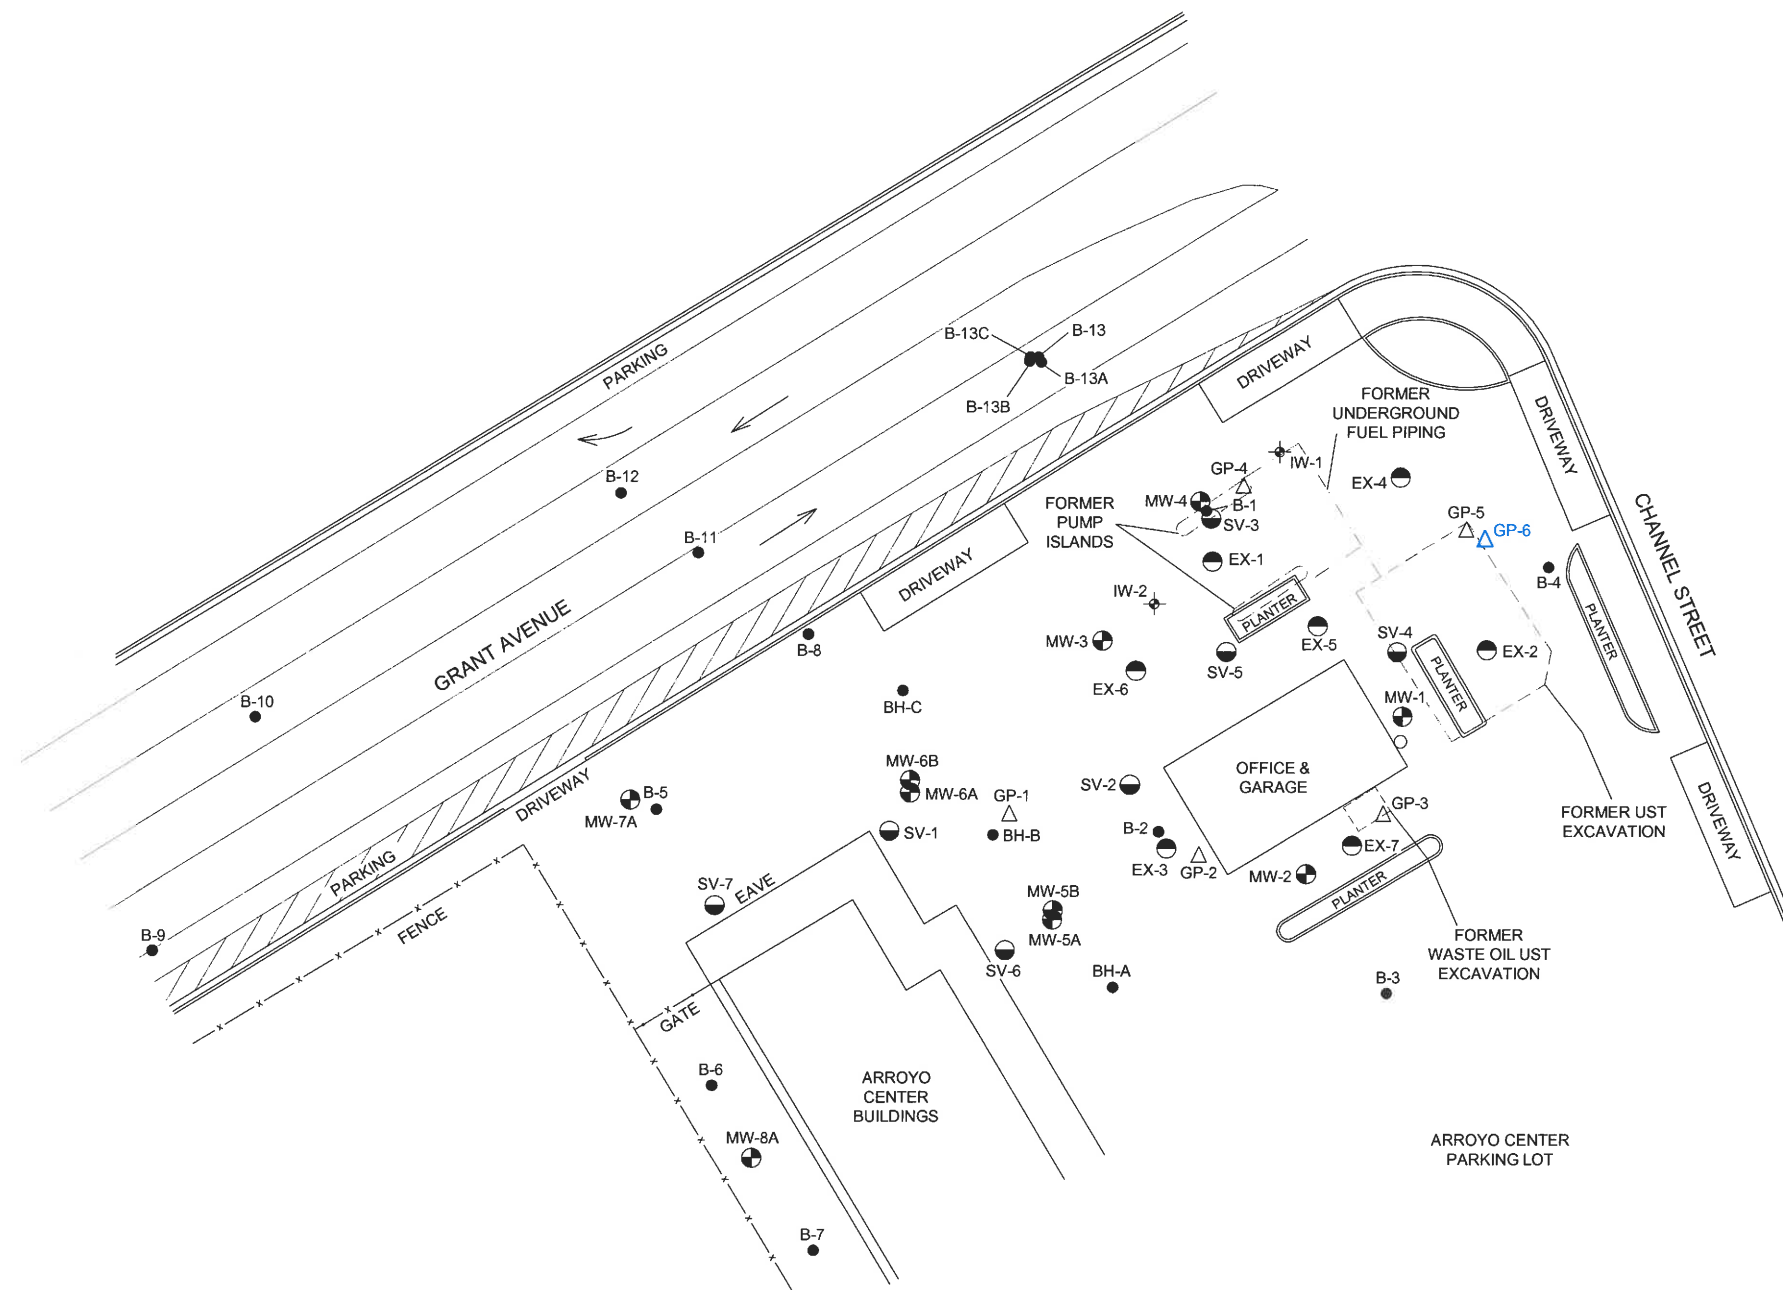 B-13C
B-13
B-13A
B-13B
PARKING
DRIVEWAY
FORMER
UNDERGROUND
FUEL PIPING
DRIVEWAY
CHANNEL STREET
IW-1
GP-4
EX-4
MW-4
B-1
SV-3
FORMER
PUMP
ISLANDS
GP-5
GP-6
B-12
B-11
EX-1
B-4
DRIVEWAY
IW-2
PLANTER
PLANTER
GRANT AVENUE
MW-3
EX-5
SV-4
EX-2
B-8
SV-5
EX-6
PLANTER
MW-1
B-10
BH-C
MW-6B
MW-6A
GP-1
SV-2
OFFICE &
GARAGE
DRIVEWAY
B-5
MW-7A
GP-3
FORMER UST
EXCAVATION
DRIVEWAY
SV-1
BH-B
B-2
EX-3
GP-2
EX-7
MW-2
PLANTER
PARKING
SV-7
EAVE
MW-5B
MW-5A
FENCE
B-9
FORMER
WASTE OIL UST
EXCAVATION
SV-6
BH-A
B-3
GATE
B-6
ARROYO
CENTER
BUILDINGS
MW-8A
ARROYO CENTER
PARKING LOT
B-7